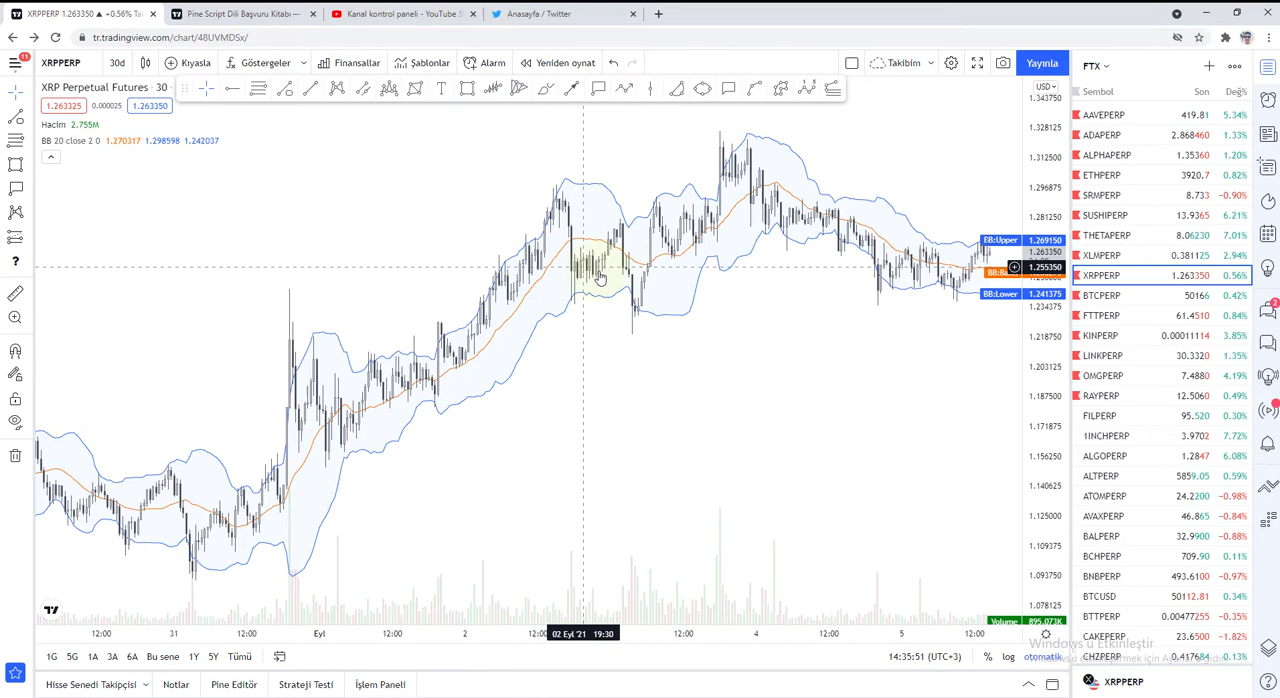 XRPPERP 1.263350 ▲ +0.56%
Pine Script Dili Başvuru Kitabı —
Kanal kontrol paneli - YouTube S
Anasayfa / Twitter
tr.tradingview.com/chart/48UVMDSx/
XRPPERP
30d
Kıyasla
Göstergeler
Finansallar
Şablonlar
Alarm
Yeniden oynat
Takibim
Yayınla
11
XRP Perpetual Futures · 30
1.263325
0.000025
1.263350
Hacim 2.755M
BB 20 close 2 0 1.270317 1.298598 1.242037
USD
1.343750
1.328125
1.312500
1.296875
1.281250
BB:Upper 1.269150
1.263350
1.255350
BB:Lower 1.241375
1.234375
1.218750
1.203125
1.187500
1.171875
1.156250
1.140625
1.125000
1.109375
1.093750
1.078125
Volume 895.073K
12:00 31 12:00 Eyl 12:00 2 12:00 02 Eyl '21 19:30 12:00 4 12:00 5 12:00
1G 5G 1A 3A 6A Bu sene 1Y 5Y Tümü
14:35:51 (UTC+3)
% log otomatik
Hisse Senedi Takipçisi
Notlar
Pine Editör
Strateji Testi
İşlem Paneli
FTX
Sembol Son Değ%
AAVEPERP 419.81 5.34%
ADAPERP 2.868460 1.33%
ALPHAPERP 1.35360 1.20%
ETHPERP 3920.7 0.82%
SRMPERP 8.733 −0.90%
SUSHIPERP 13.9365 6.21%
THETAPERP 8.06230 7.01%
XLMPERP 0.381125 2.94%
XRPPERP 1.263350 0.56%
BTCPERP 50166 0.42%
FTTPERP 61.4510 0.84%
KINPERP 0.00011114 3.85%
LINKPERP 30.3320 1.35%
OMGPERP 7.4880 4.19%
RAYPERP 12.5060 0.49%
FILPERP 95.520 0.30%
1INCHPERP 3.9702 7.72%
ALGOPERP 1.2847 6.08%
ALTPERP 5859.05 0.59%
ATOMPERP 24.2200 −0.98%
AVAXPERP 46.865 −0.84%
BALPERP 32.9900 −0.88%
BCHPERP 709.90 0.11%
BNBPERP 493.6100 −0.97%
BTCUSD 50112.81 0.34%
BTTPERP 0.00477255 −0.35%
CAKEPERP 23.6500 −1.82%
CHZPERP 0.417684 0.13%
Windows'u Etkinleştir
XRPPERP
2